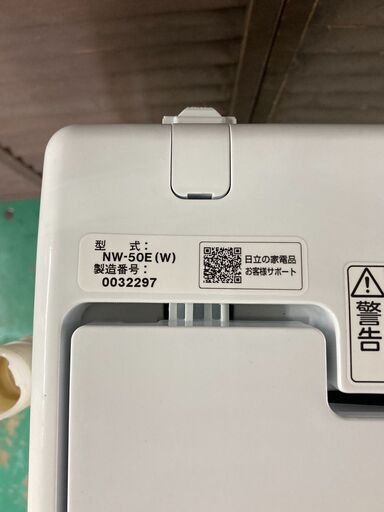 型 式:
NW-50E(W)
製造番号:
0032297
日立の家電品
お客様サポート
警告